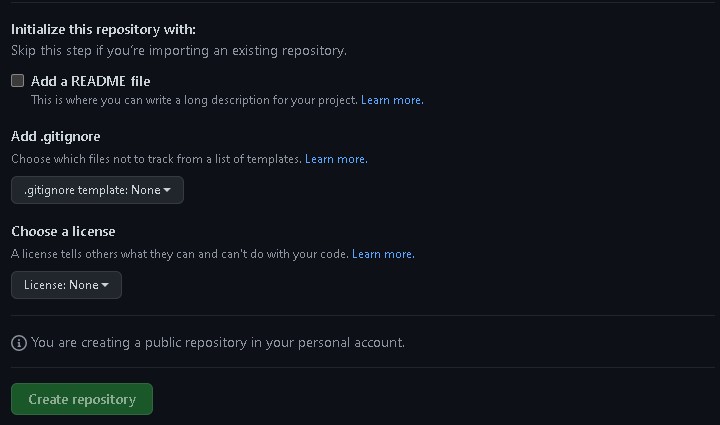 Initialize this repository with:
Skip this step if you're importing an existing repository.
Add a README file
This is where you can write a long description for your project. Learn more.
Add .gitignore
Choose which files not to track from a list of templates. Learn more.
.gitignore template: None
Choose a license
A license tells others what they can and can't do with your code. Learn more.
License: None
You are creating a public repository in your personal account.
Create repository